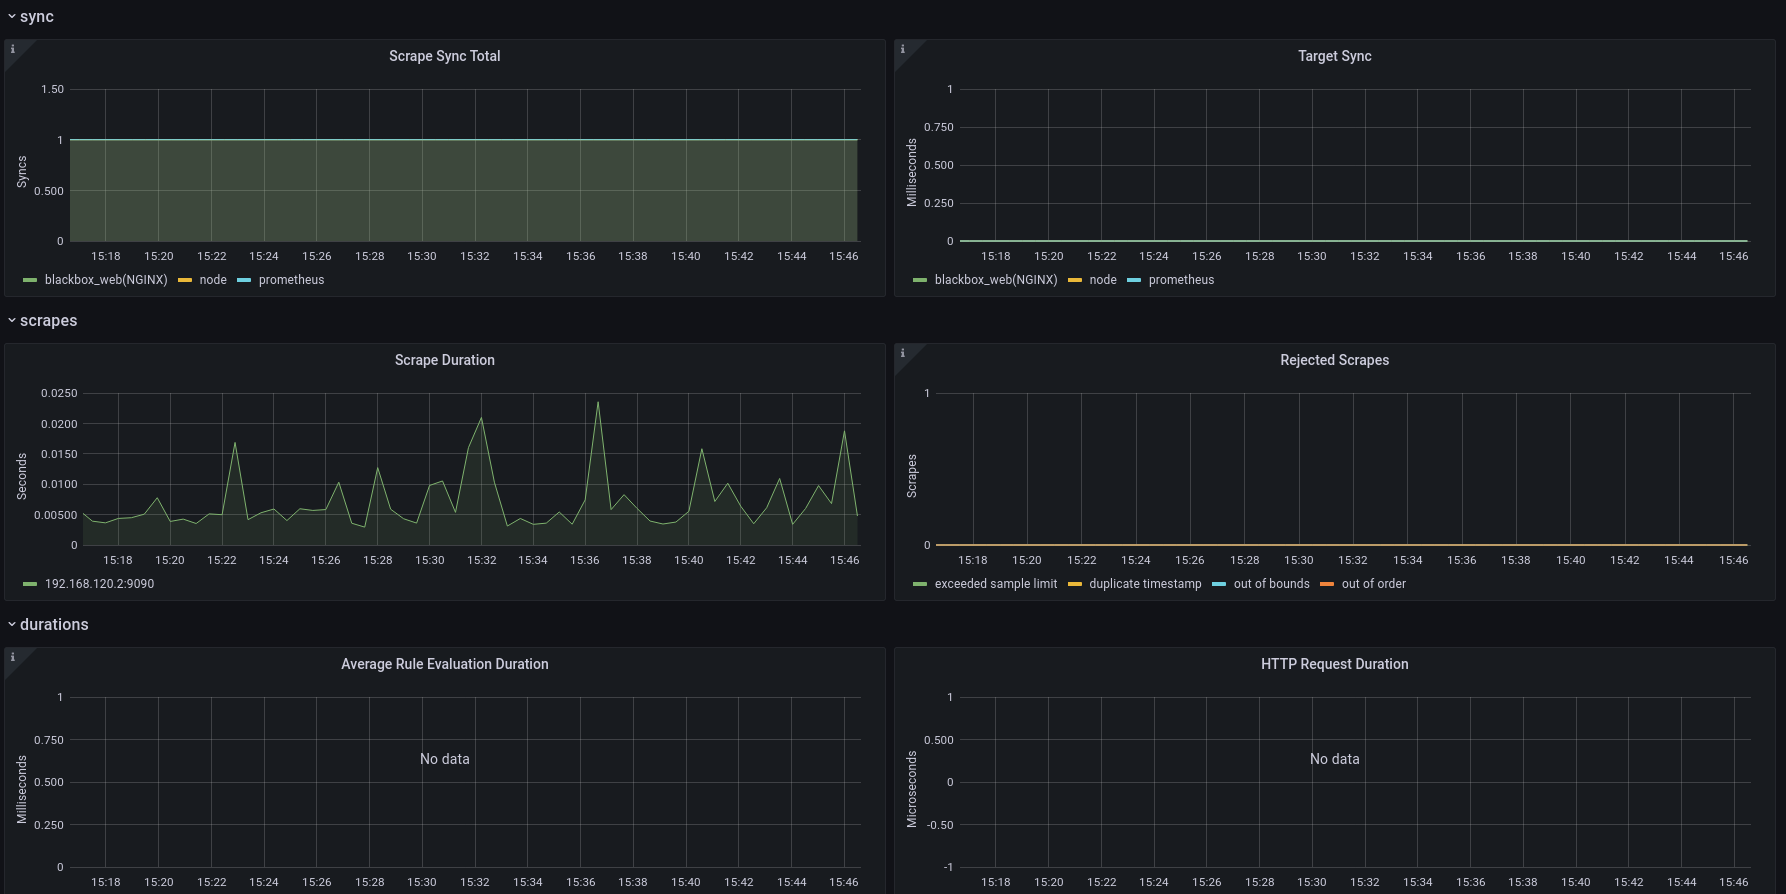 sync
Scrape Sync Total
1.50
1
0.500
0
Syncs
15:18 15:20 15:22 15:24 15:26 15:28 15:30 15:32 15:34 15:36 15:38 15:40 15:42 15:44 15:46
blackbox_web(NGINX) node prometheus
Target Sync
1
0.750
0.500
0.250
0
Milliseconds
15:18 15:20 15:22 15:24 15:26 15:28 15:30 15:32 15:34 15:36 15:38 15:40 15:42 15:44 15:46
blackbox_web(NGINX) node prometheus
scrapes
Scrape Duration
0.0250
0.0200
0.0150
0.0100
0.00500
0
Seconds
15:18 15:20 15:22 15:24 15:26 15:28 15:30 15:32 15:34 15:36 15:38 15:40 15:42 15:44 15:46
192.168.120.2:9090
Rejected Scrapes
1
0
Scrapes
15:18 15:20 15:22 15:24 15:26 15:28 15:30 15:32 15:34 15:36 15:38 15:40 15:42 15:44 15:46
exceeded sample limit duplicate timestamp out of bounds out of order
durations
Average Rule Evaluation Duration
1
0.750
0.500
0.250
0
Milliseconds
No data
15:18 15:20 15:22 15:24 15:26 15:28 15:30 15:32 15:34 15:36 15:38 15:40 15:42 15:44 15:46
HTTP Request Duration
1
0.500
0
-0.50
-1
Microseconds
No data
15:18 15:20 15:22 15:24 15:26 15:28 15:30 15:32 15:34 15:36 15:38 15:40 15:42 15:44 15:46